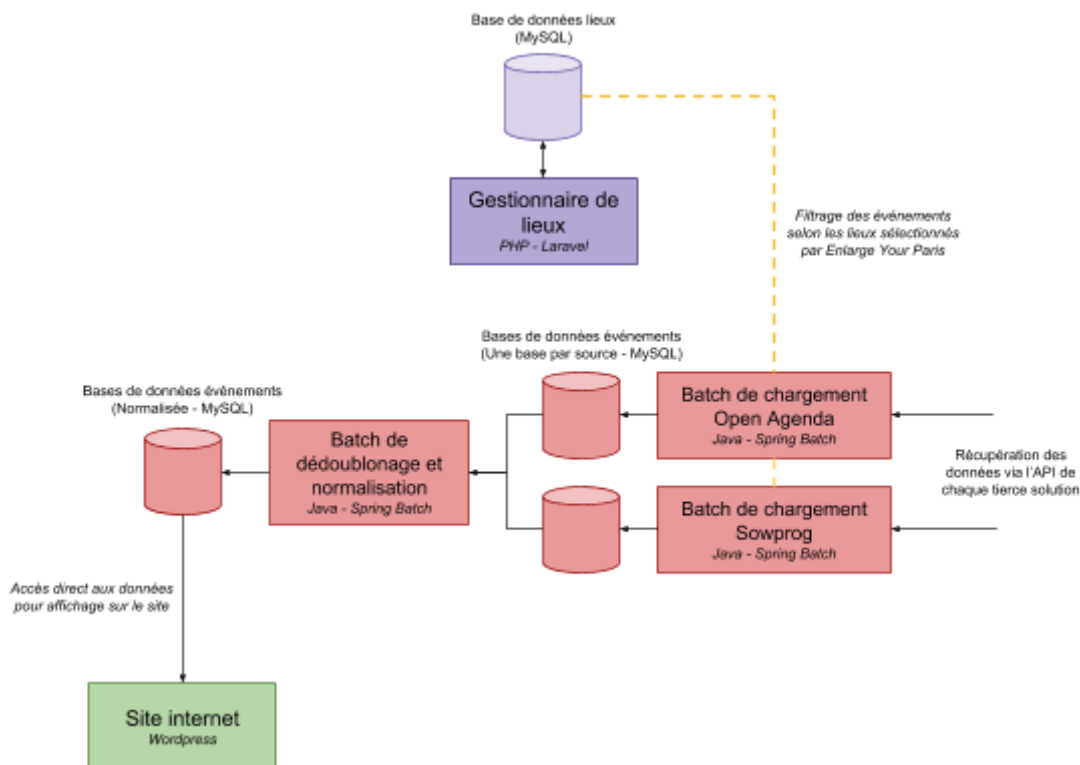 Base de données lieux
(MySQL)
Gestionnaire de
lieux
PHP - Laravel
Filtrage des événements
selon les lieux sélectionnés
par Enlarge Your Paris
Bases de données événements
(Une base par source - MySQL)
Bases de données évênements
(Normalisée - MySQL)
Batch de chargement
Open Agenda
Java - Spring Batch
Batch de
dédoublonage et
normalisation
Java - Spring Batch
Récupération des
données via l'API de
chaque tierce solution
Batch de chargement
Sowprog
Java - Spring Batch
Accès direct aux données
pour affichage sur le site
Site internet
Wordpress